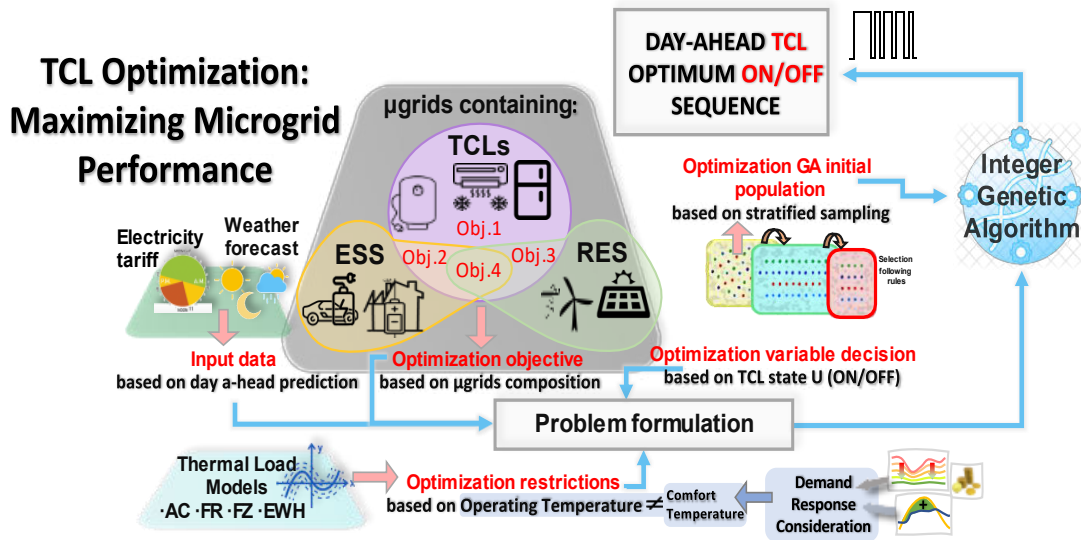 TCL Optimization:
Maximizing Microgrid
Performance
Electricity
tariff
Weather
forecast
Input data
based on day a-head prediction
µgrids containing:
TCLs
Obj.1
Obj.2
Obj.3
Obj.4
ESS
RES
Optimization objective
based on µgrids composition
DAY-AHEAD TCL
OPTIMUM ON/OFF
SEQUENCE
Optimization GA initial
population
based on stratified sampling
Selection
following
rules
Integer
Genetic
Algorithm
Optimization variable decision
based on TCL state U (ON/OFF)
Problem formulation
Thermal Load
Models
·AC ·FR ·FZ ·EWH
y
x
Optimization restrictions
based on Operating Temperature ≠ Comfort
Temperature
Demand
Response
Consideration
+